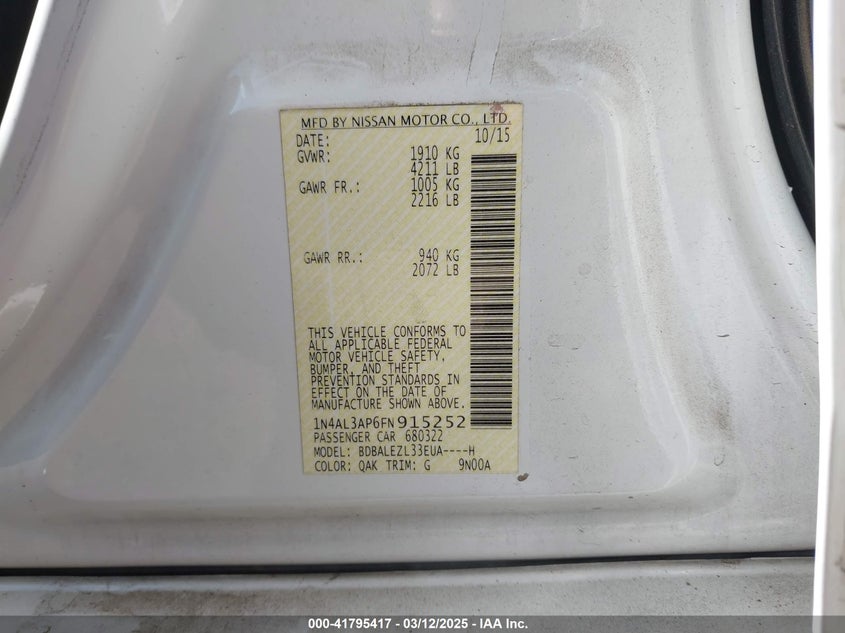 MFD BY NISSAN MOTOR CO., LTD.
DATE: 10/15
GVWR: 1910 KG
4211 LB
GAWR FR.: 1005 KG
2216 LB
GAWR RR.: 940 KG
2072 LB
THIS VEHICLE CONFORMS TO
ALL APPLICABLE FEDERAL
MOTOR VEHICLE SAFETY,
BUMPER, AND THEFT
PREVENTION STANDARDS IN
EFFECT ON THE DATE OF
MANUFACTURE SHOWN ABOVE.
1N4AL3AP6FN915252
PASSENGER CAR 680322
MODEL: BDBALEZL33EUA----H
COLOR: QAK TRIM: G 9N00A
000-41795417 - 03/12/2025 - IAA Inc.